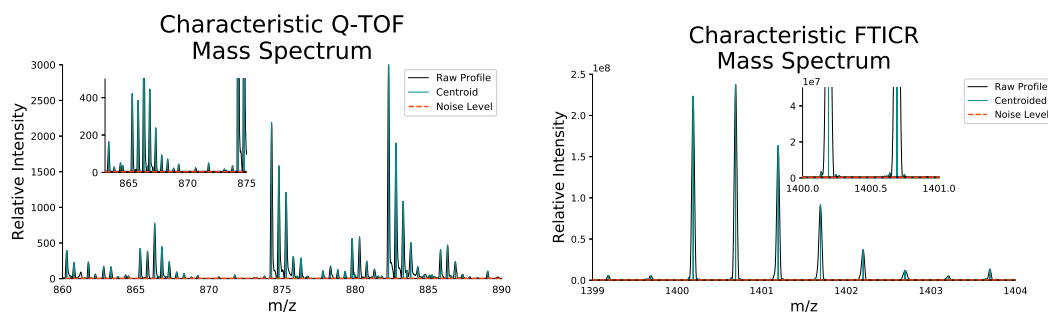 Characteristic Q-TOF
Mass Spectrum
3000
2500
2000
1500
1000
500
0
Relative Intensity
400
200
0
865
870
875
Raw Profile
Centroid
Noise Level
860
865
870
875
880
885
890
m/z
Characteristic FTICR
Mass Spectrum
1e8
2.5
2.0
1.5
1.0
0.5
0.0
Relative Intensity
1e7
4
2
0
1400.0
1400.5
1401.0
Raw Profile
Centroided
Noise Level
1399
1400
1401
1402
1403
1404
m/z